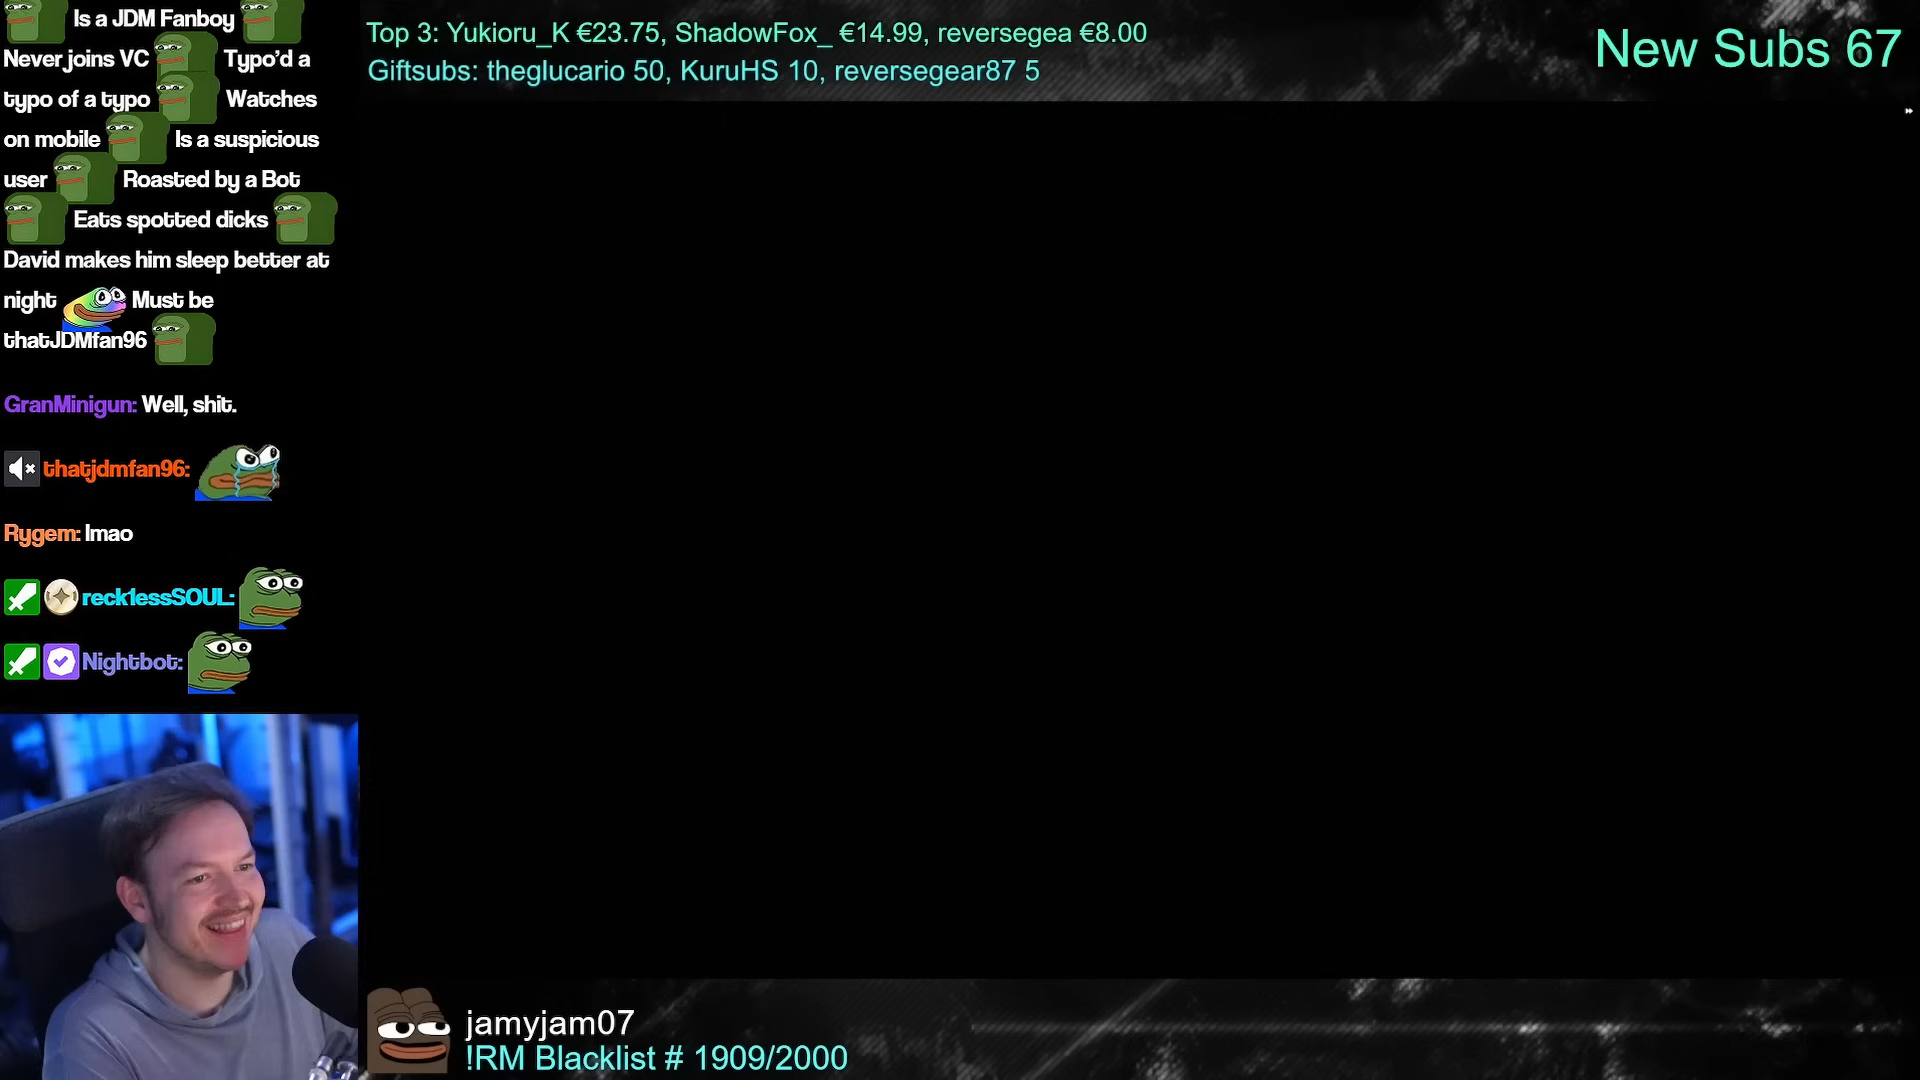 Is a JDM Fanboy
Never joins VC Typo’d a
typo of a typo Watches
on mobile Is a suspicious
user Roasted by a Bot
Eats spotted dicks
David makes him sleep better at
night Must be
thatJDMfan96
GranMinigun: Well, shit.
thatjdmfan96:
Rygem: lmao
reck1essSOUL:
Nightbot:
Top 3: Yukioru_K €23.75, ShadowFox_ €14.99, reversegea €8.00
Giftsubs: theglucario 50, KuruHS 10, reversegear87 5
New Subs 67
jamyjam07
!RM Blacklist # 1909/2000